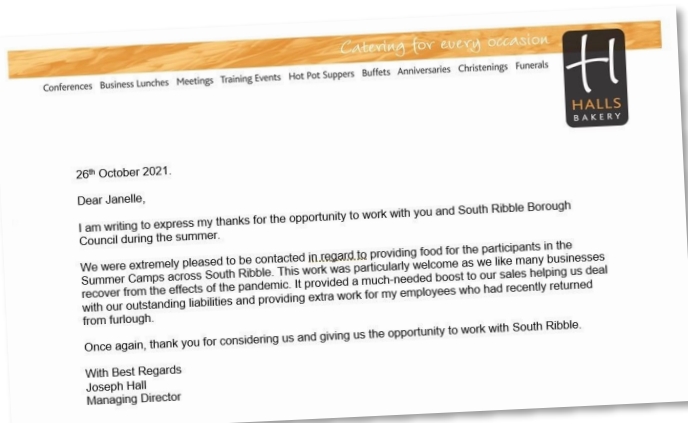 Catering for every occasion
Conferences Business Lunches Meetings Training Events Hot Pot Suppers Buffets Anniversaries Christenings Funerals
H
HALLS
BAKERY
26th October 2021.
Dear Janelle,
I am writing to express my thanks for the opportunity to work with you and South Ribble Borough
Council during the summer.
We were extremely pleased to be contacted in regard to providing food for the participants in the
Summer Camps across South Ribble. This work was particularly welcome as we like many businesses
recover from the effects of the pandemic. It provided a much-needed boost to our sales helping us deal
with our outstanding liabilities and providing extra work for my employees who had recently returned
from furlough.
Once again, thank you for considering us and giving us the opportunity to work with South Ribble.
With Best Regards
Joseph Hall
Managing Director